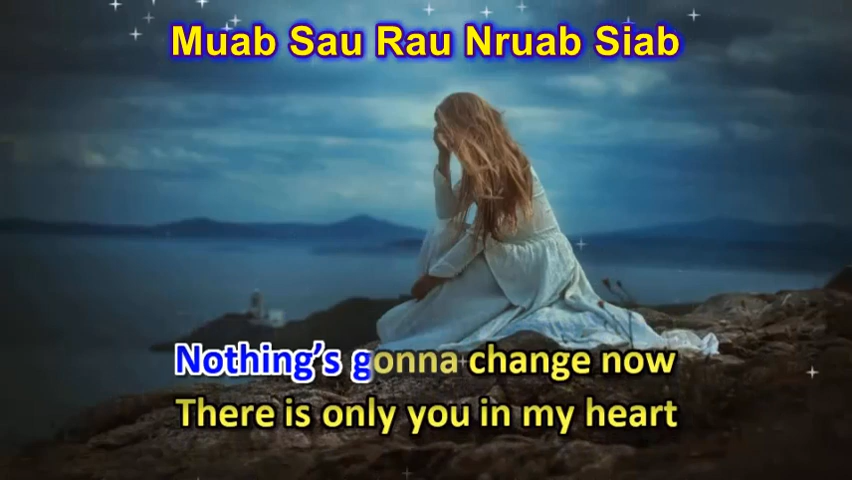 Muab Sau Rau Nruab Siab
Nothing's gonna change now
There is only you in my heart